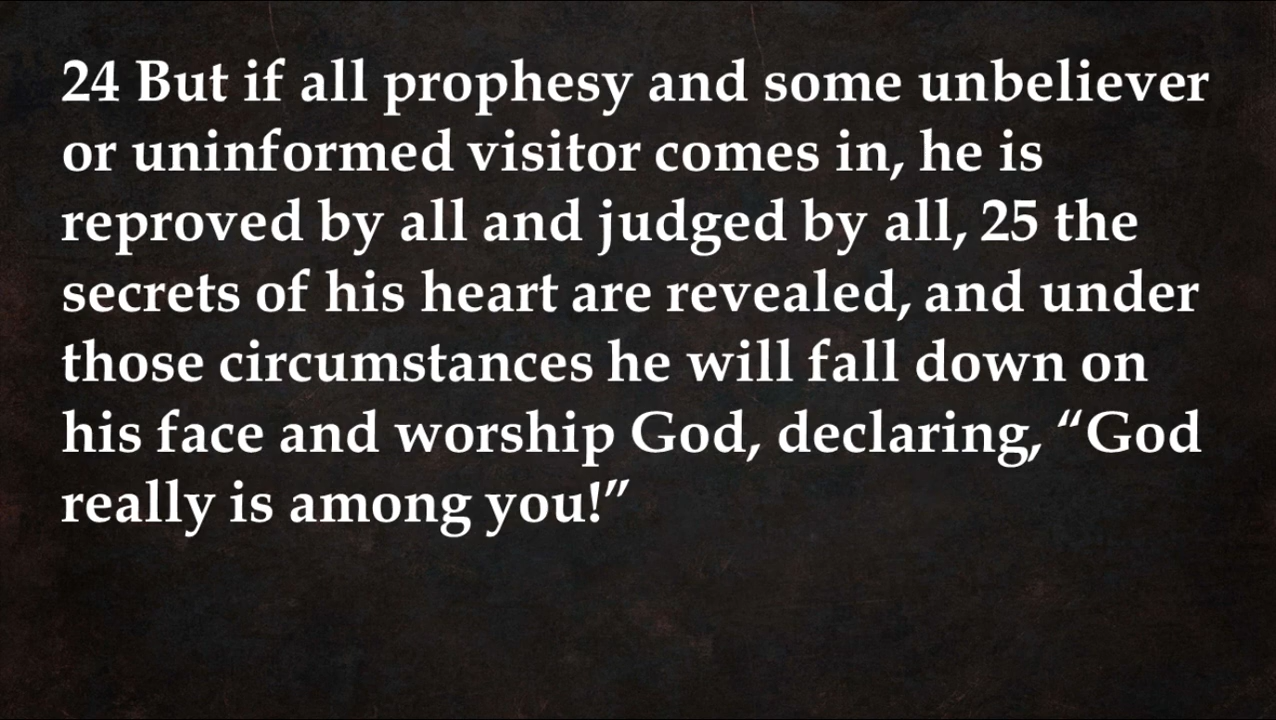 24 But if all prophesy and some unbeliever
or uninformed visitor comes in, he is
reproved by all and judged by all, 25 the
secrets of his heart are revealed, and under
those circumstances he will fall down on
his face and worship God, declaring, “God
really is among you!”